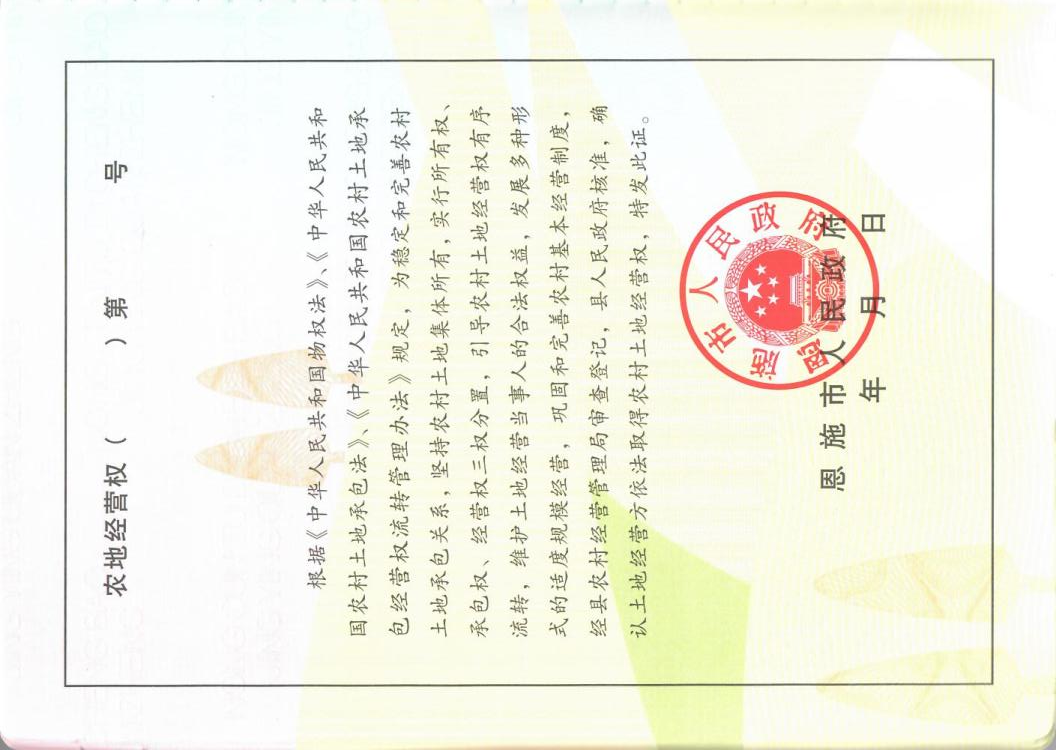 农地经营权（ ）第 号
根据《中华人民共和国物权法》、《中华人民共和
国农村土地承包法》、《中华人民共和国农村土地承
包经营权流转管理办法》规定，为稳定和完善农村
土地承包关系，坚持农村土地集体所有，实行所有权、
承包权、经营权三权分置，引导农村土地经营权有序
流转，维护土地经营当事人的合法权益，发展多种形
式的适度规模经营，巩固和完善农村基本经营制度，
经县农村经营管理局审查登记，县人民政府核准，确
认土地经营方依法取得农村土地经营权，特发此证。
恩施市人民政府
恩施市人民政府
年 月 日